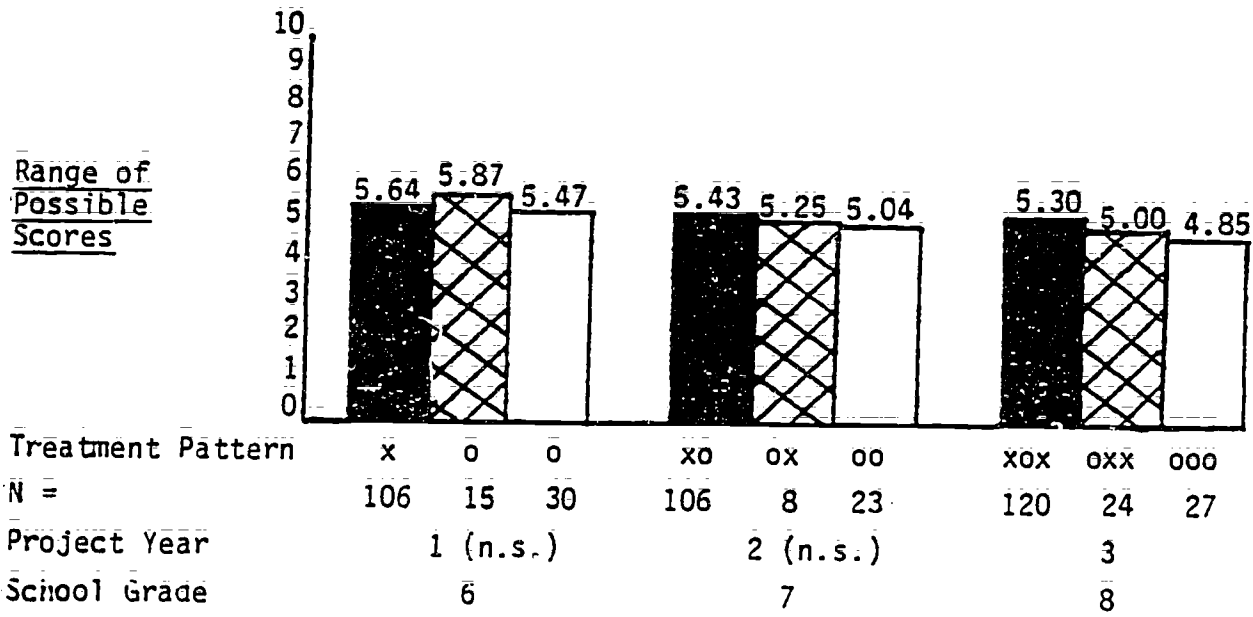 10
9
8
7
6
5
4
3
2
1
0
Range of
Possible
Scores
5.64 5.87 5.47 5.43 5.25 5.04 5.30 5.00 4.85
Treatment Pattern x o o xo ox oo xox oxx ooo
N = 106 15 30 106 8 23 120 24 27
Project Year 1 (n.s.) 2 (n.s.) 3
School Grade 6 7 8